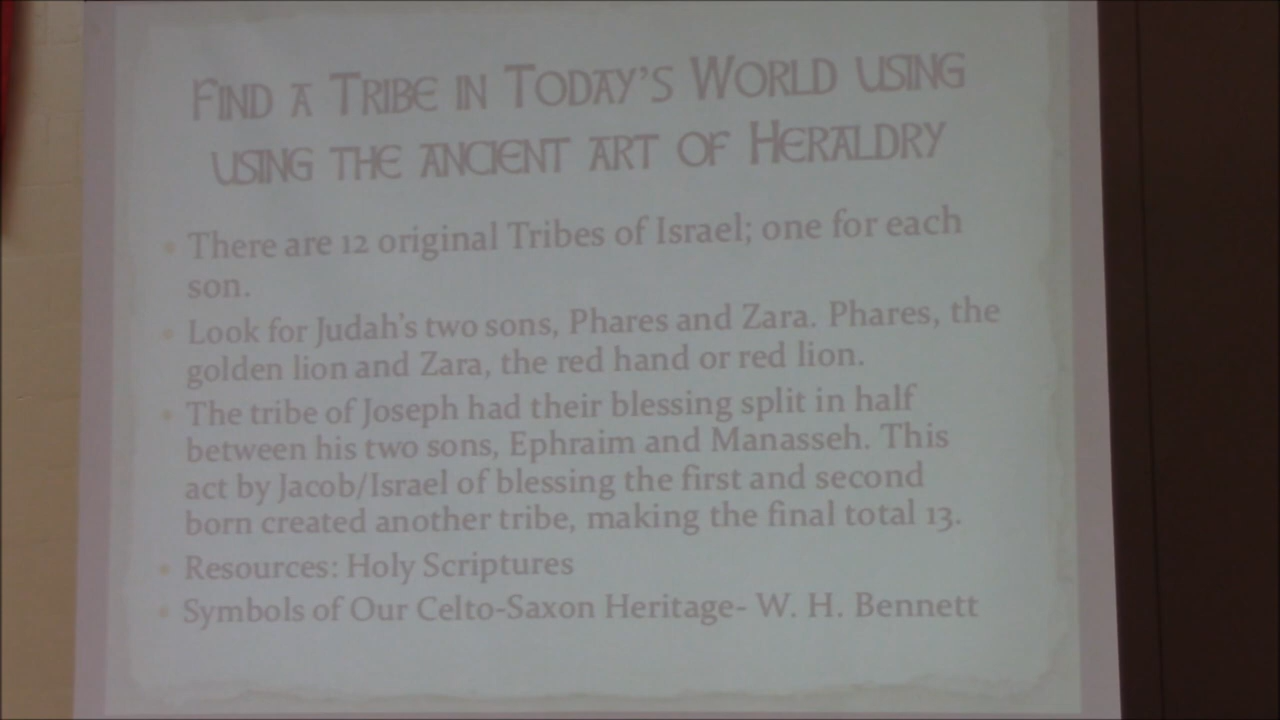 Find a Tribe in Today's World using
using the ancient art of Heraldry
• There are 12 original Tribes of Israel; one for each
son.
• Look for Judah's two sons, Phares and Zara. Phares, the
golden lion and Zara, the red hand or red lion.
• The tribe of Joseph had their blessing split in half
between his two sons, Ephraim and Manasseh. This
act by Jacob/Israel of blessing the first and second
born created another tribe, making the final total 13.
• Resources: Holy Scriptures
• Symbols of Our Celto-Saxon Heritage- W. H. Bennett